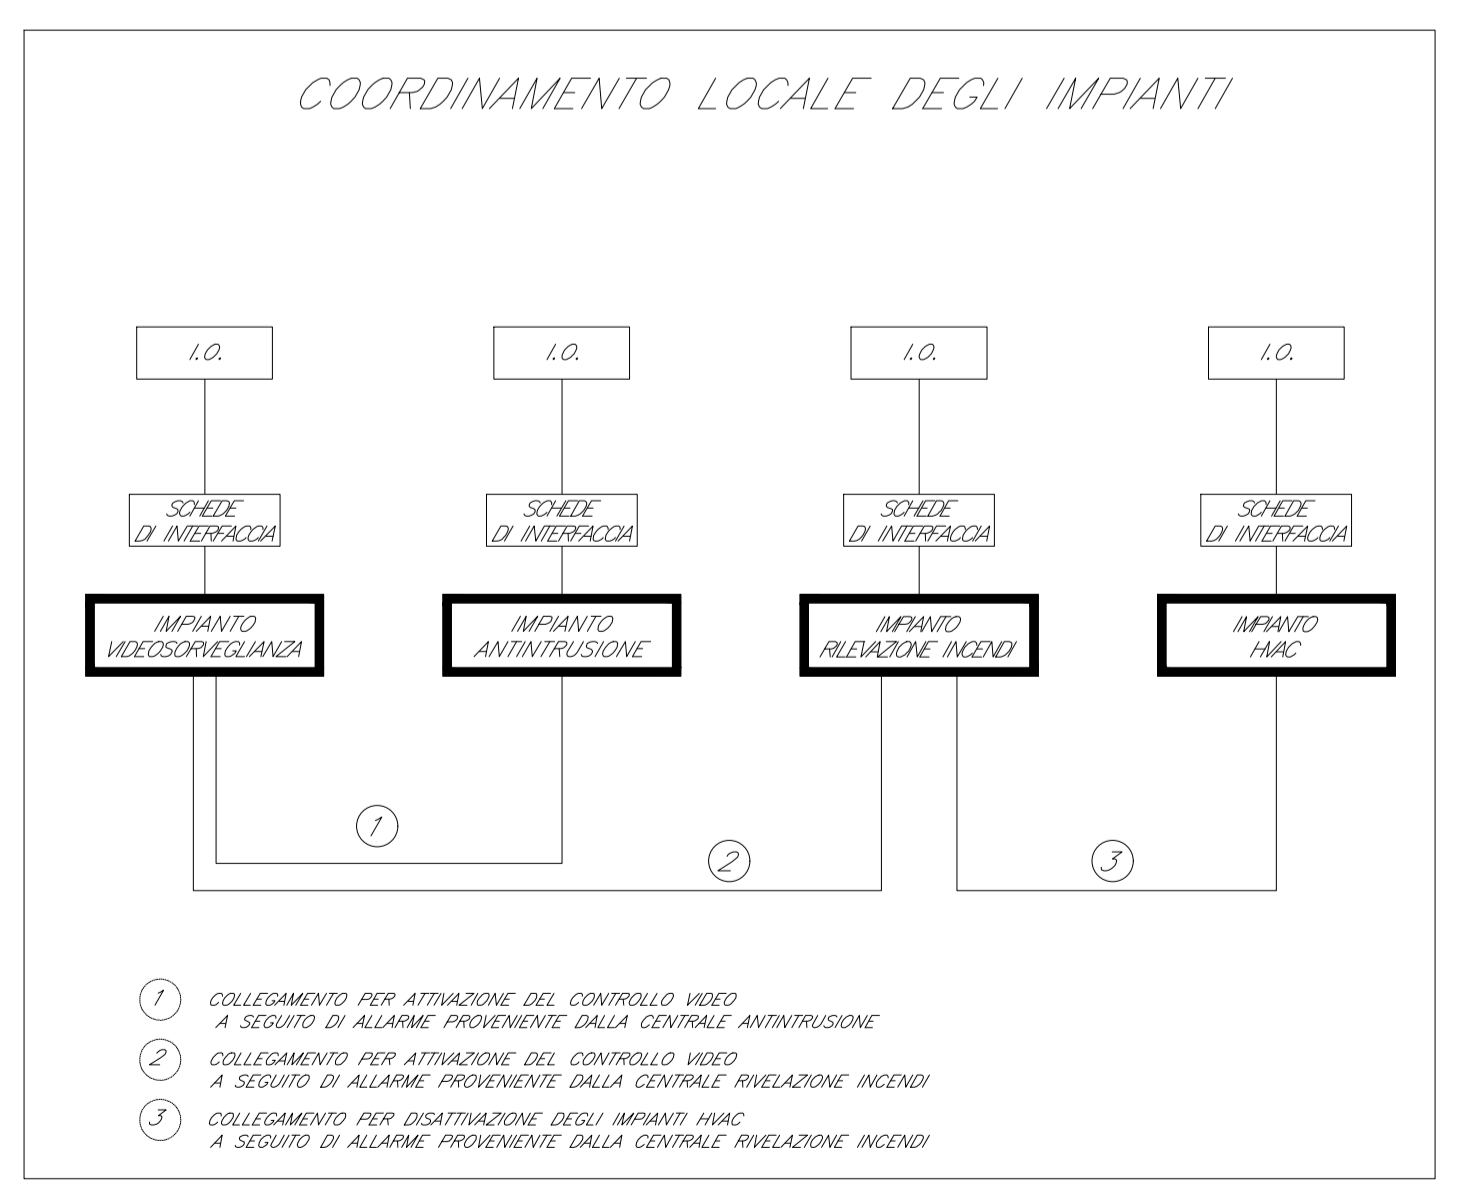 COORDINAMENTO LOCALE DEGLI IMPIANTI
I.O.
I.O.
I.O.
I.O.
SCHEDE
DI INTERFACCIA
SCHEDE
DI INTERFACCIA
SCHEDE
DI INTERFACCIA
SCHEDE
DI INTERFACCIA
IMPIANTO
VIDEOSORVEGLIANZA
IMPIANTO
ANTINTRUSIONE
IMPIANTO
RILEVAZIONE INCENDI
IMPIANTO
HVAC
1
2
3
1 COLLEGAMENTO PER ATTIVAZIONE DEL CONTROLLO VIDEO
A SEGUITO DI ALLARME PROVENIENTE DALLA CENTRALE ANTINTRUSIONE
2 COLLEGAMENTO PER ATTIVAZIONE DEL CONTROLLO VIDEO
A SEGUITO DI ALLARME PROVENIENTE DALLA CENTRALE RIVELAZIONE INCENDI
3 COLLEGAMENTO PER DISATTIVAZIONE DEGLI IMPIANTI HVAC
A SEGUITO DI ALLARME PROVENIENTE DALLA CENTRALE RIVELAZIONE INCENDI